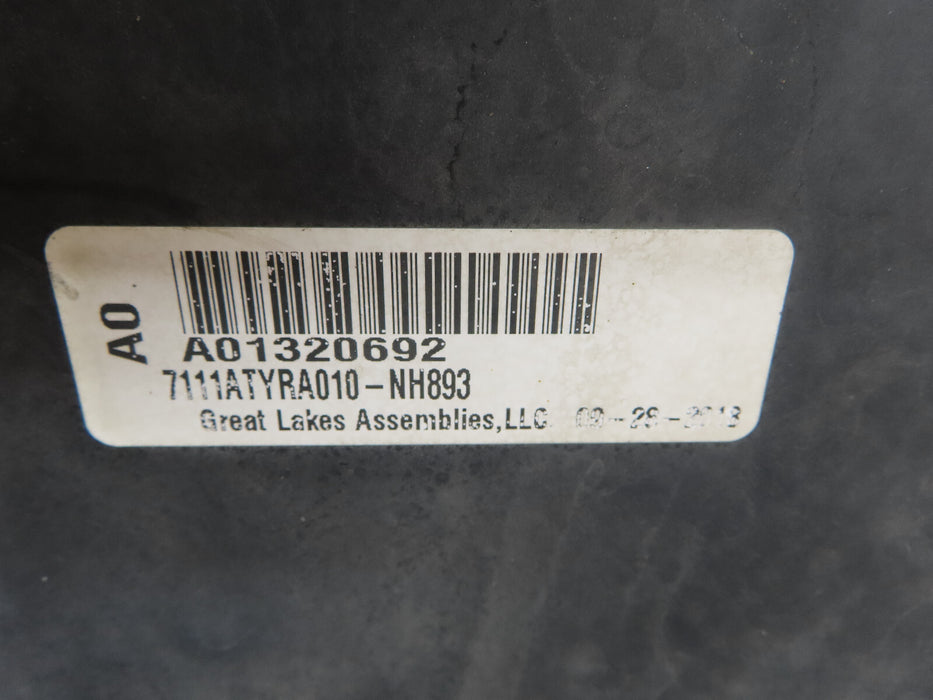 A0
A01320692
7111ATYRA010-NH893
Great Lakes Assemblies, LLC